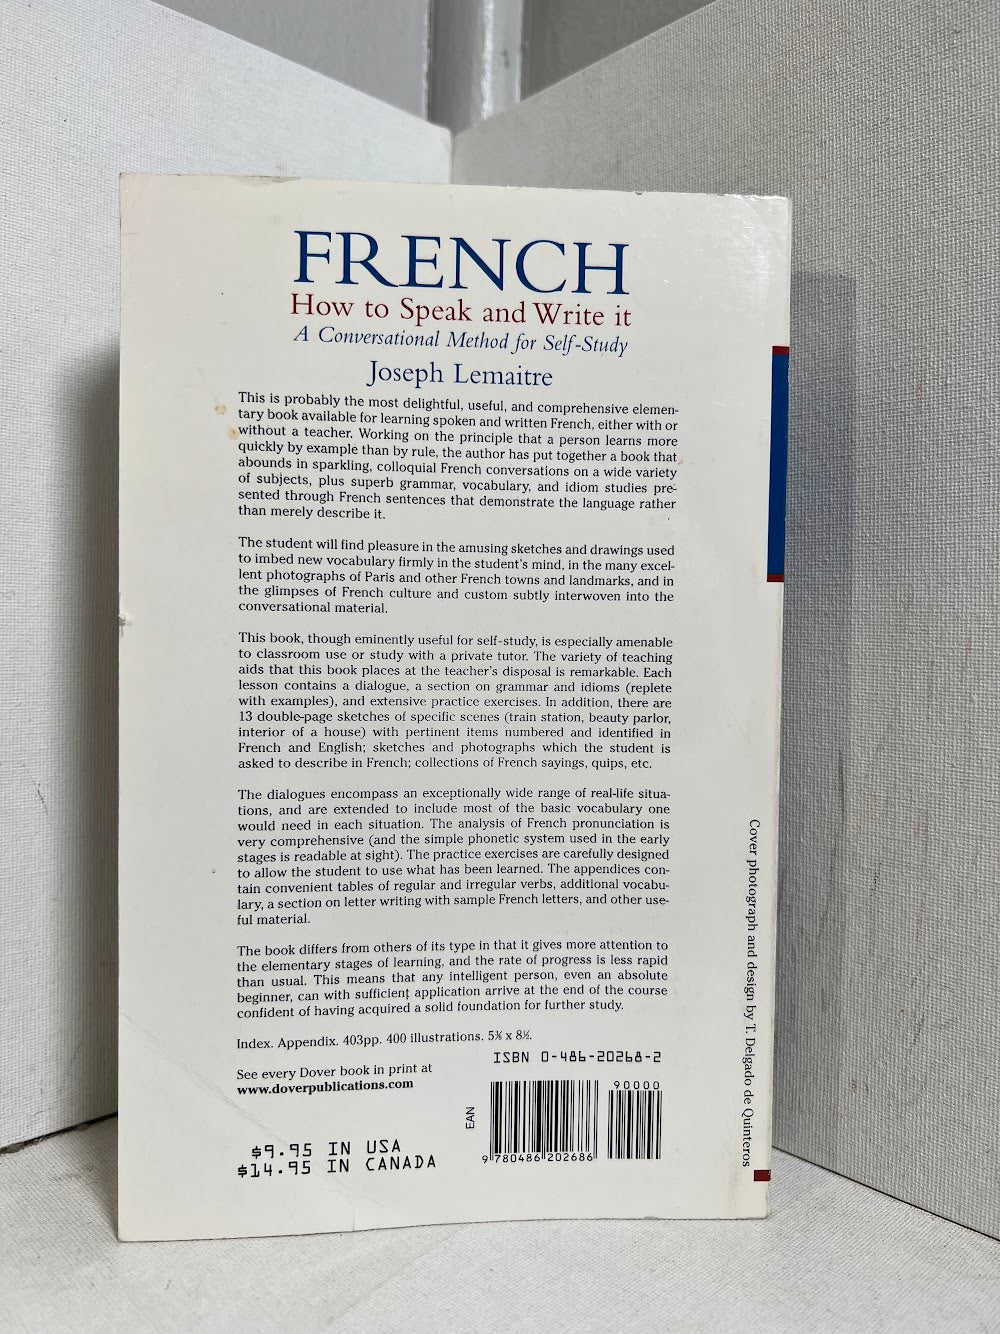 FRENCH
How to Speak and Write it
A Conversational Method for Self-Study
Joseph Lemaitre
This is probably the most delightful, useful, and comprehensive elemen-
tary book available for learning spoken and written French, either with or
without a teacher. Working on the principle that a person learns more
quickly by example than by rule, the author has put together a book that
abounds in sparkling, colloquial French conversations on a wide variety
of subjects, plus superb grammar, vocabulary, and idiom studies pre-
sented through French sentences that demonstrate the language rather
than merely describe it.
The student will find pleasure in the amusing sketches and drawings used
to imbed new vocabulary firmly in the student's mind, in the many excel-
lent photographs of Paris and other French towns and landmarks, and in
the glimpses of French culture and custom subtly interwoven into the
conversational material.
This book, though eminently useful for self-study, is especially amenable
to classroom use or study with a private tutor. The variety of teaching
aids that this book places at the teacher's disposal is remarkable. Each
lesson contains a dialogue, a section on grammar and idioms (replete
with examples), and extensive practice exercises. In addition, there are
13 double-page sketches of specific scenes (train station, beauty parlor,
interior of a house) with pertinent items numbered and identified in
French and English; sketches and photographs which the student is
asked to describe in French; collections of French sayings, quips, etc.
The dialogues encompass an exceptionally wide range of real-life situa-
tions, and are extended to include most of the basic vocabulary one
would need in each situation. The analysis of French pronunciation is
very comprehensive (and the simple phonetic system used in the early
stages is readable at sight). The practice exercises are carefully designed
to allow the student to use what has been learned. The appendices con-
tain convenient tables of regular and irregular verbs, additional vocabu-
lary, a section on letter writing with sample French letters, and other use-
ful material.
The book differs from others of its type in that it gives more attention to
the elementary stages of learning, and the rate of progress is less rapid
than usual. This means that any intelligent person, even an absolute
beginner, can with sufficient application arrive at the end of the course
confident of having acquired a solid foundation for further study.
Index. Appendix. 403pp. 400 illustrations. 5⅜ x 8½.
See every Dover book in print at
www.doverpublications.com
ISBN 0-486-20268-2
90000
EAN
9 780486 202686
$9.95 IN USA
$14.95 IN CANADA
Cover photograph and design by T. Delgado de Quinteros